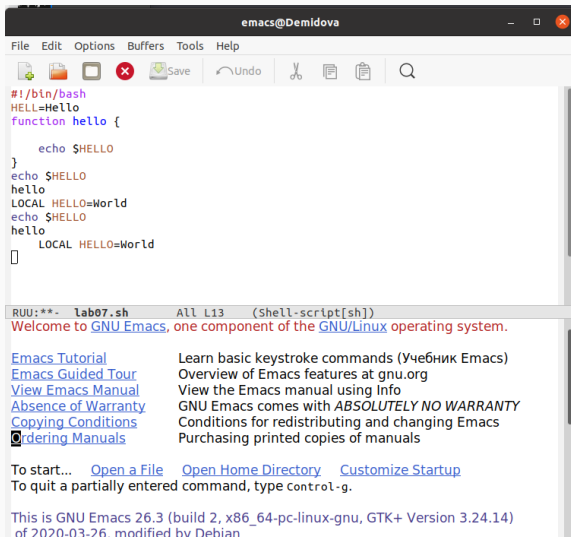 emacs@Demidova
File Edit Options Buffers Tools Help
Save Undo
#!/bin/bash
HELL=Hello
function hello {
echo $HELLO
}
echo $HELLO
hello
LOCAL HELLO=World
echo $HELLO
hello
LOCAL HELLO=World
RUU:**- lab07.sh All L13 (Shell-script[sh])
Welcome to GNU Emacs, one component of the GNU/Linux operating system.
Emacs Tutorial Learn basic keystroke commands (Учебник Emacs)
Emacs Guided Tour Overview of Emacs features at gnu.org
View Emacs Manual View the Emacs manual using Info
Absence of Warranty GNU Emacs comes with ABSOLUTELY NO WARRANTY
Copying Conditions Conditions for redistributing and changing Emacs
Ordering Manuals Purchasing printed copies of manuals
To start... Open a File Open Home Directory Customize Startup
To quit a partially entered command, type Control-g.
This is GNU Emacs 26.3 (build 2, x86_64-pc-linux-gnu, GTK+ Version 3.24.14)
of 2020-03-26, modified by Debian